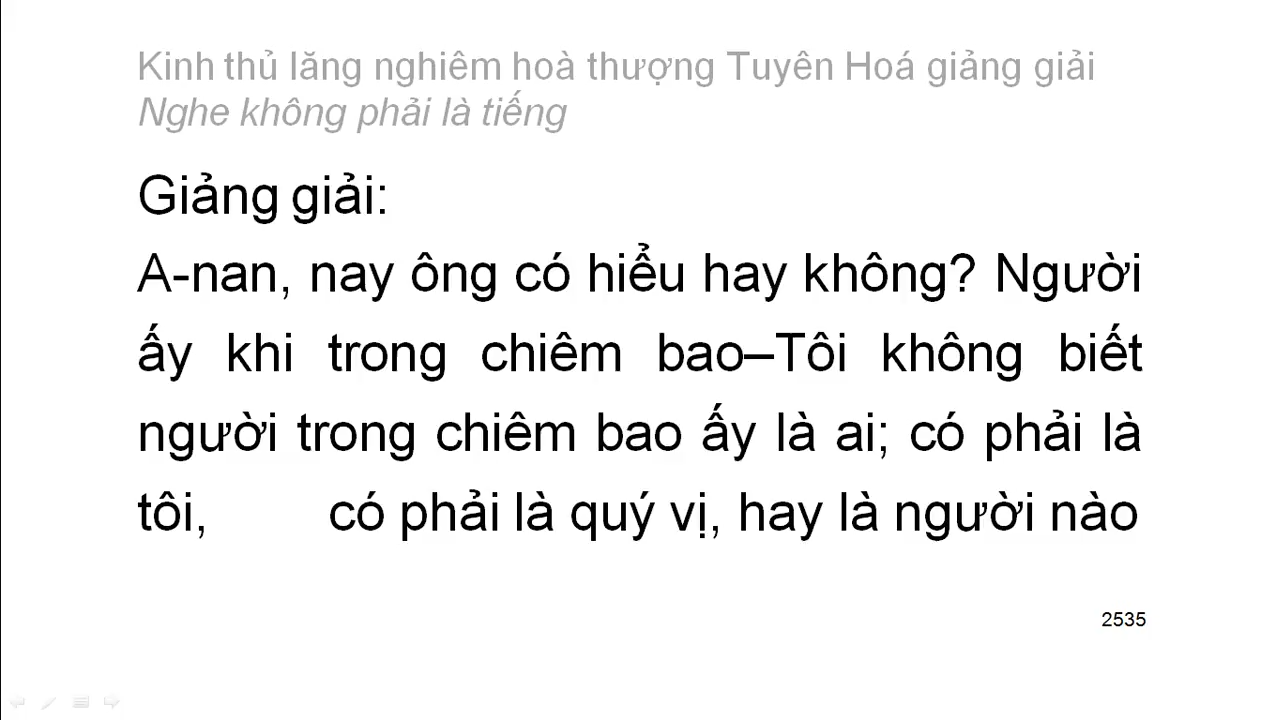 Kinh thủ lăng nghiêm hoà thượng Tuyên Hoá giảng giải
Nghe không phải là tiếng
Giảng giải:
A-nan, nay ông có hiểu hay không? Người
ấy khi trong chiêm bao–Tôi không biết
người trong chiêm bao ấy là ai; có phải là
tôi, có phải là quý vị, hay là người nào
2535